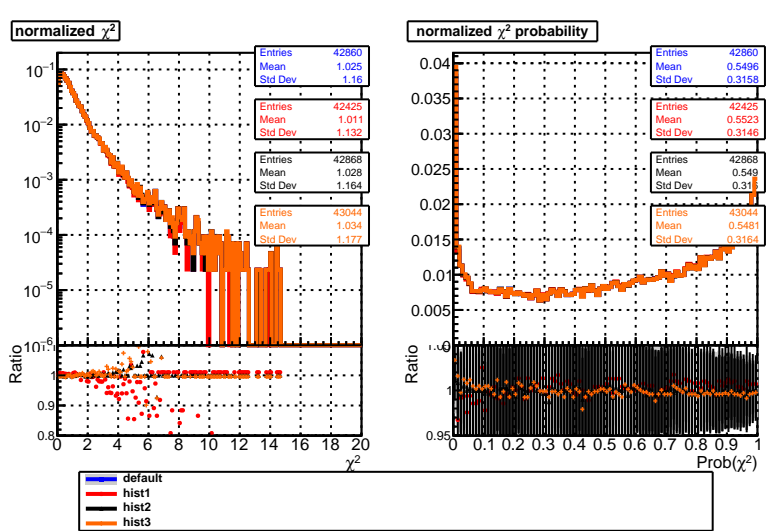 normalized χ²
Entries 42860
Mean 1.025
Std Dev 1.16
Entries 42425
Mean 1.011
Std Dev 1.132
Entries 42868
Mean 1.028
Std Dev 1.164
Entries 43044
Mean 1.034
Std Dev 1.177
10⁻¹
10⁻²
10⁻³
10⁻⁴
10⁻⁵
Ratio
1
0.9
0.8
0 2 4 6 8 10 12 14 16 18 20
χ²
normalized χ² probability
Entries 42860
Mean 0.5496
Std Dev 0.3158
Entries 42425
Mean 0.5523
Std Dev 0.3146
Entries 42868
Mean 0.549
Std Dev
Entries 43044
Mean 0.5481
Std Dev 0.3164
0.04
0.035
0.03
0.025
0.02
0.015
0.01
0.005
Ratio
1
0.95
0 0.1 0.2 0.3 0.4 0.5 0.6 0.7 0.8 0.9 1
Prob(χ²)
default
hist1
hist2
hist3